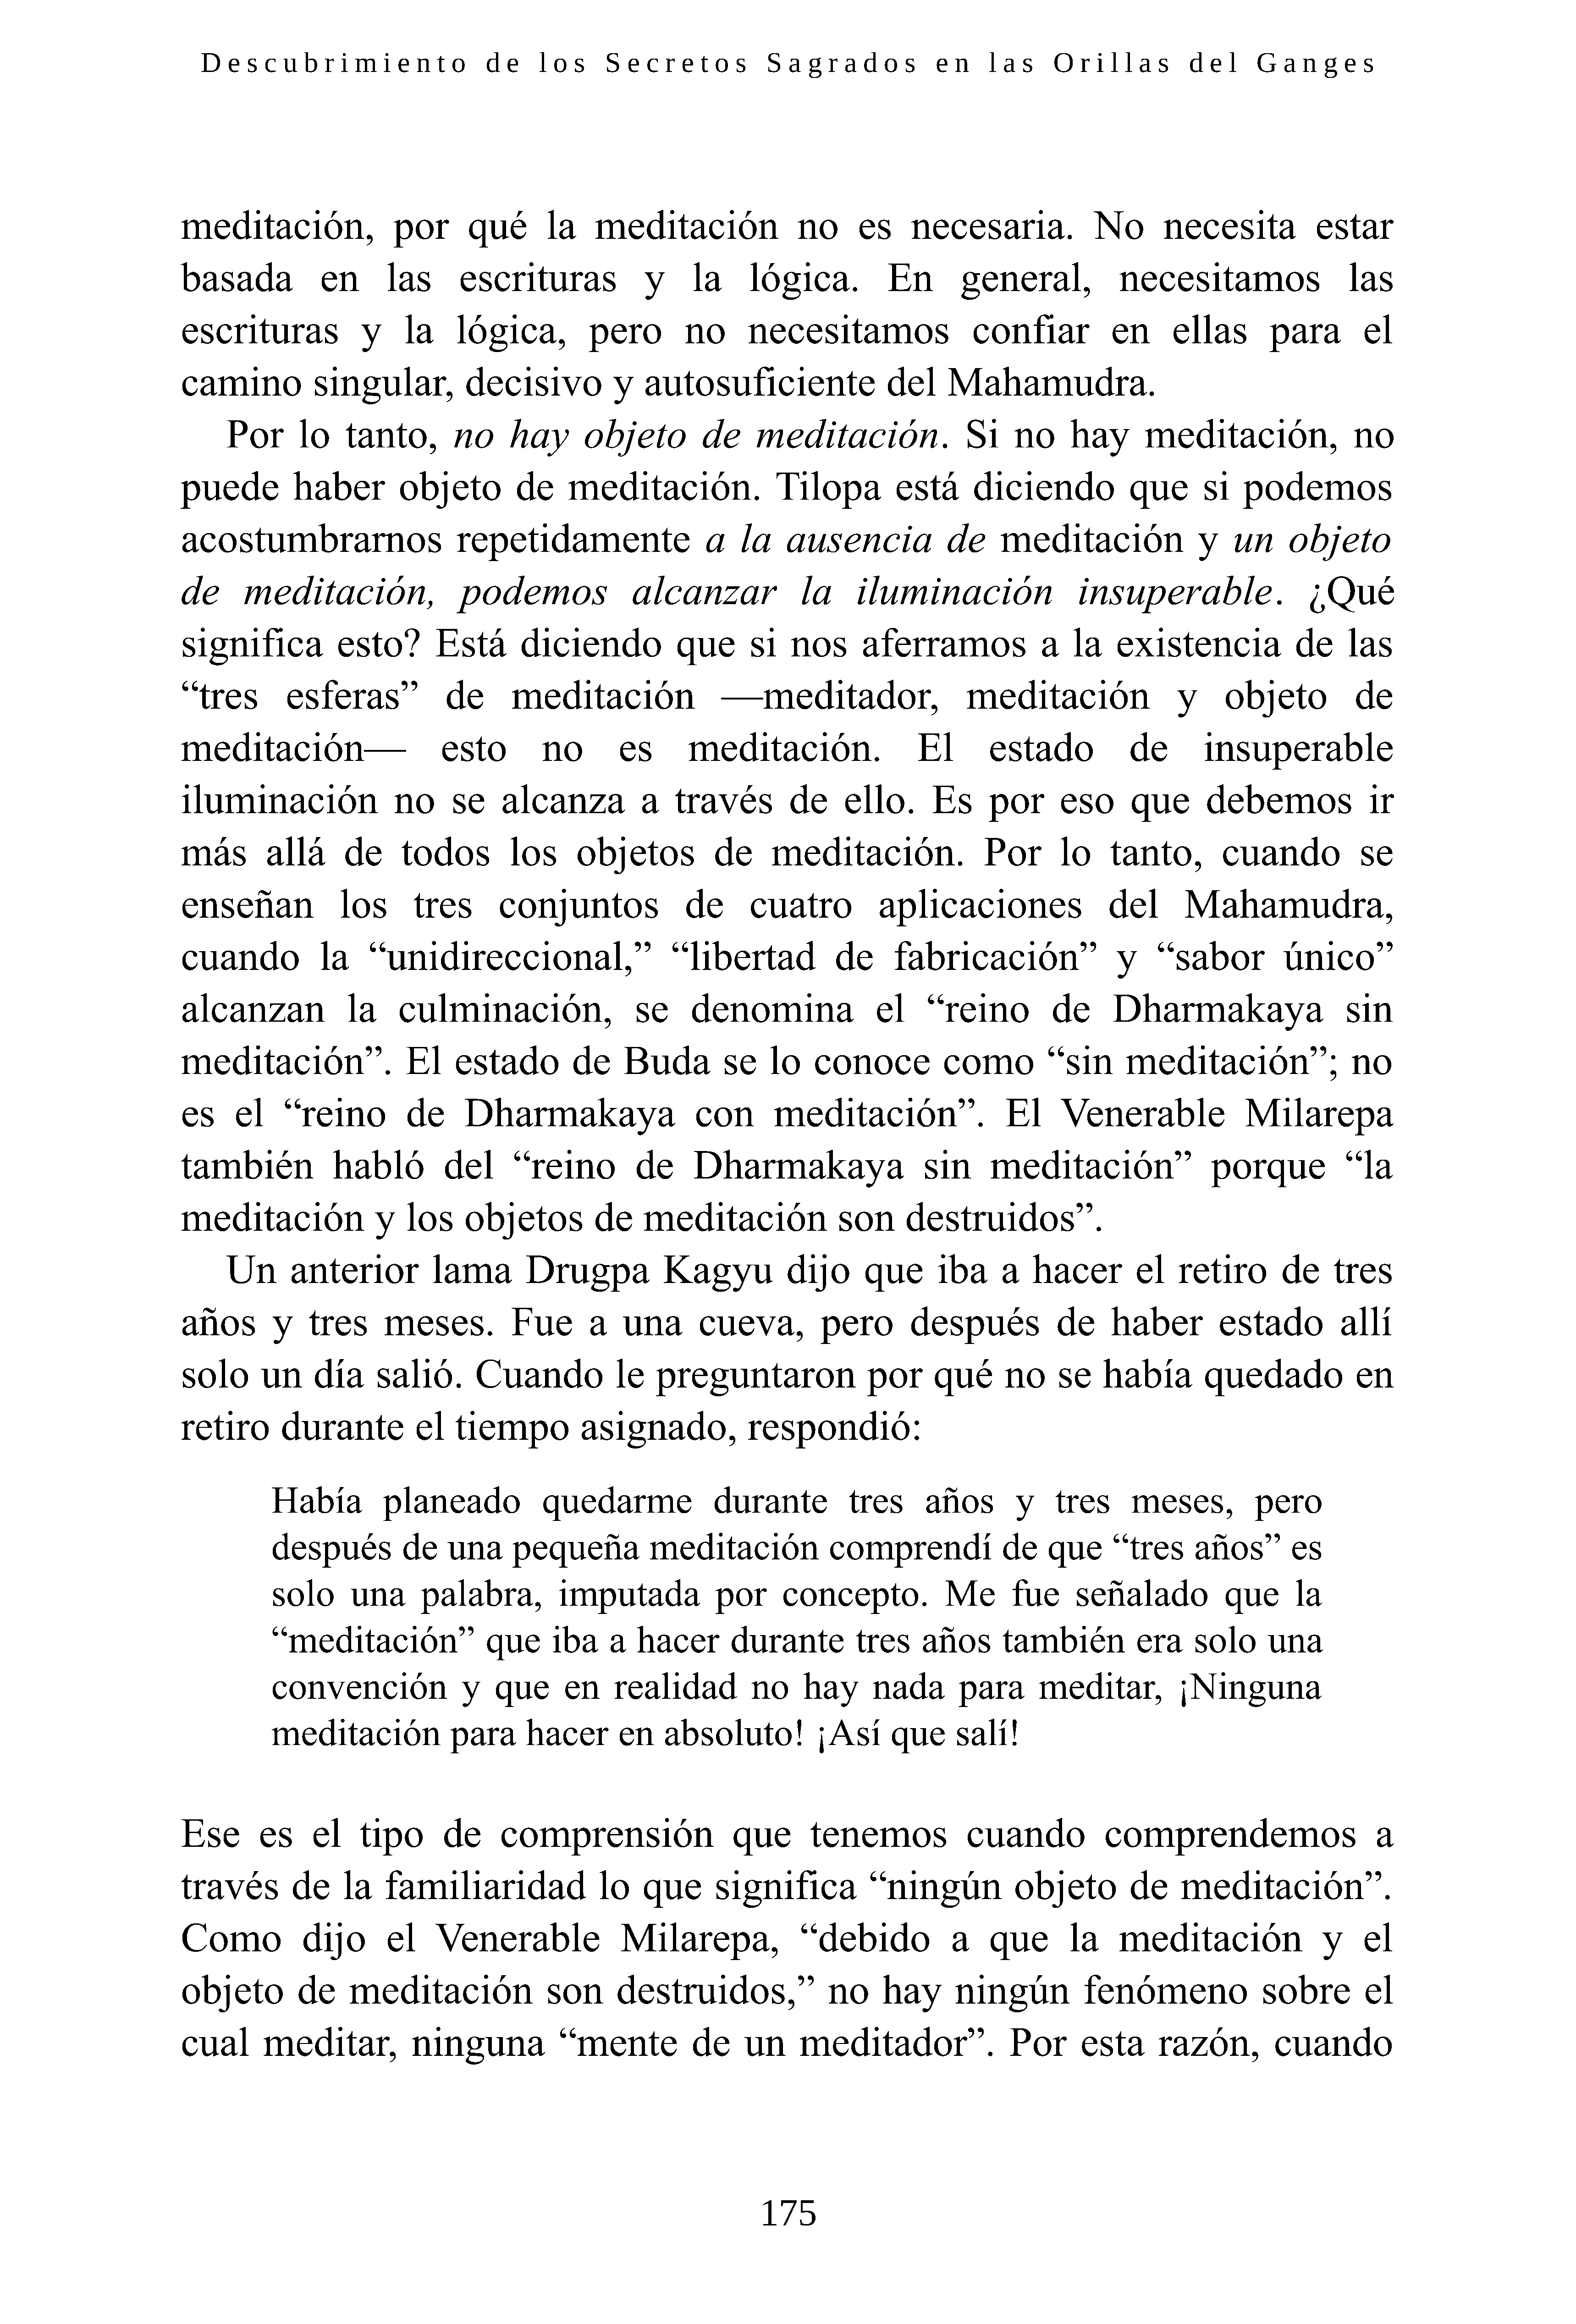 Descubrimiento de los Secretos Sagrados en las Orillas del Ganges
meditación, por qué la meditación no es necesaria. No necesita estar
basada en las escrituras y la lógica. En general, necesitamos las
escrituras y la lógica, pero no necesitamos confiar en ellas para el
camino singular, decisivo y autosuficiente del Mahamudra.
Por lo tanto, no hay objeto de meditación. Si no hay meditación, no
puede haber objeto de meditación. Tilopa está diciendo que si podemos
acostumbrarnos repetidamente a la ausencia de meditación y un objeto
de meditación, podemos alcanzar la iluminación insuperable. ¿Qué
significa esto? Está diciendo que si nos aferramos a la existencia de las
“tres esferas” de meditación —meditador, meditación y objeto de
meditación— esto no es meditación. El estado de insuperable
iluminación no se alcanza a través de ello. Es por eso que debemos ir
más allá de todos los objetos de meditación. Por lo tanto, cuando se
enseñan los tres conjuntos de cuatro aplicaciones del Mahamudra,
cuando la “unidireccional,” “libertad de fabricación” y “sabor único”
alcanzan la culminación, se denomina el “reino de Dharmakaya sin
meditación”. El estado de Buda se lo conoce como “sin meditación”; no
es el “reino de Dharmakaya con meditación”. El Venerable Milarepa
también habló del “reino de Dharmakaya sin meditación” porque “la
meditación y los objetos de meditación son destruidos”.
Un anterior lama Drugpa Kagyu dijo que iba a hacer el retiro de tres
años y tres meses. Fue a una cueva, pero después de haber estado allí
solo un día salió. Cuando le preguntaron por qué no se había quedado en
retiro durante el tiempo asignado, respondió:
Había planeado quedarme durante tres años y tres meses, pero
después de una pequeña meditación comprendí de que “tres años” es
solo una palabra, imputada por concepto. Me fue señalado que la
“meditación” que iba a hacer durante tres años también era solo una
convención y que en realidad no hay nada para meditar, ¡Ninguna
meditación para hacer en absoluto! ¡Así que salí!
Ese es el tipo de comprensión que tenemos cuando comprendemos a
través de la familiaridad lo que significa “ningún objeto de meditación”.
Como dijo el Venerable Milarepa, “debido a que la meditación y el
objeto de meditación son destruidos,” no hay ningún fenómeno sobre el
cual meditar, ninguna “mente de un meditador”. Por esta razón, cuando
175